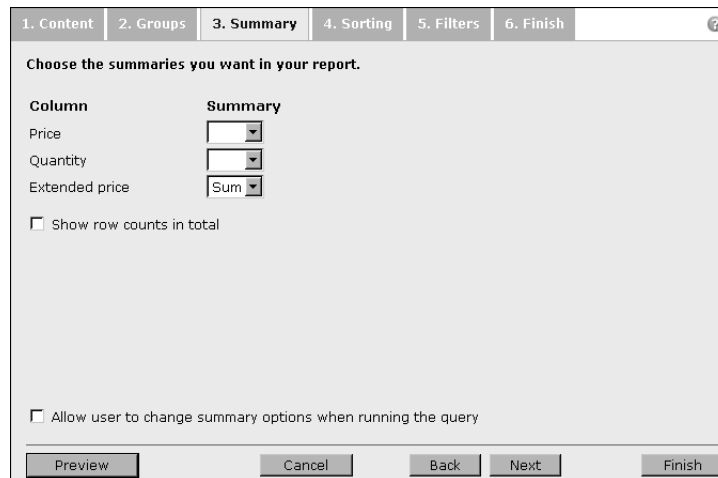 1. Content 2. Groups 3. Summary 4. Sorting 5. Filters 6. Finish ?
Choose the summaries you want in your report.
Column Summary
Price
Quantity
Extended price Sum
Show row counts in total
Allow user to change summary options when running the query
Preview Cancel Back Next Finish